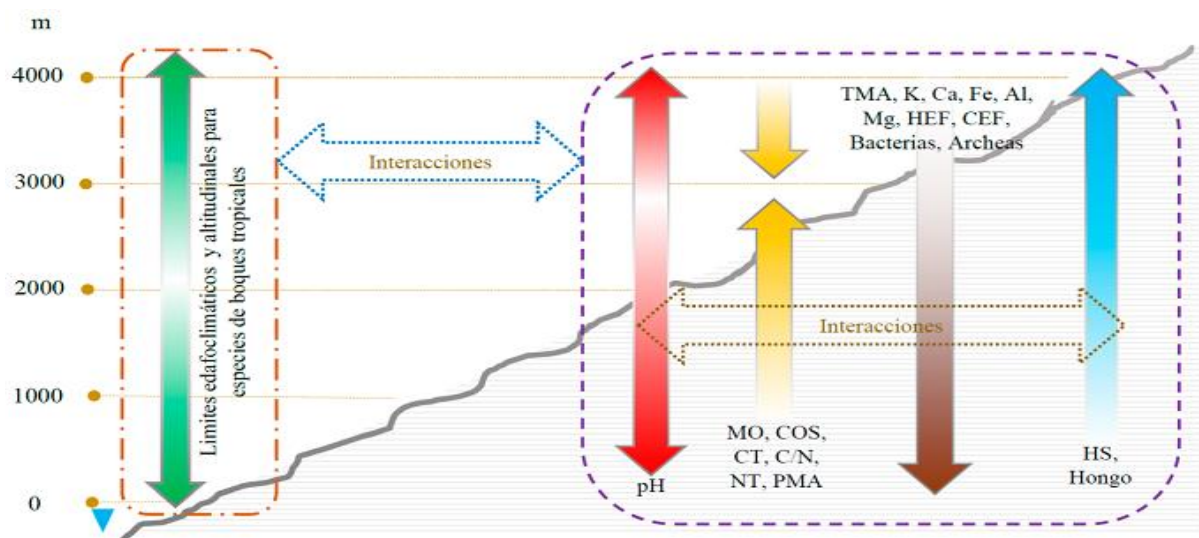 m
4000
3000
2000
1000
0
Limites edafoclimáticos y altitudinales para
especies de boques tropicales
Interacciones
TMA, K, Ca, Fe, Al,
Mg, HEF, CEF,
Bacterias, Archeas
Interacciones
pH
MO, COS,
CT, C/N,
NT, PMA
HS,
Hongo